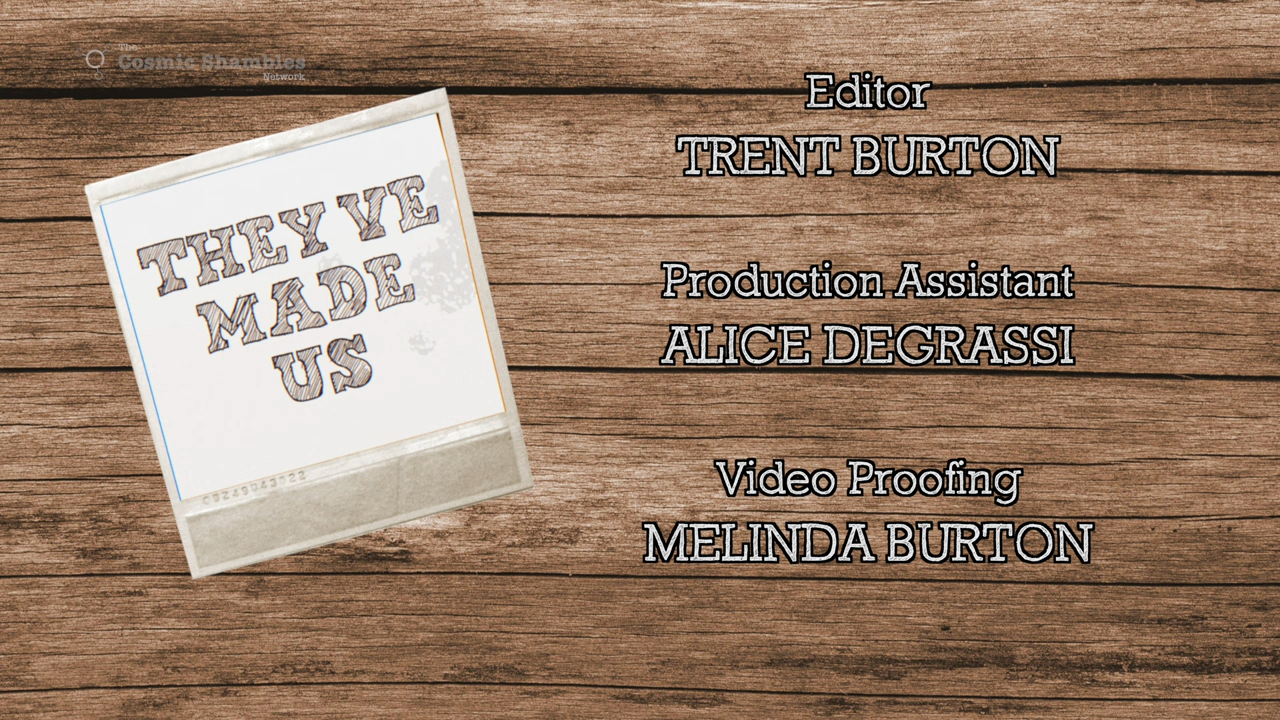 The
Cosmic Shambles
Network
THEY VE
MADE
US
Editor
TRENT BURTON
Production Assistant
ALICE DEGRASSI
Video Proofing
MELINDA BURTON